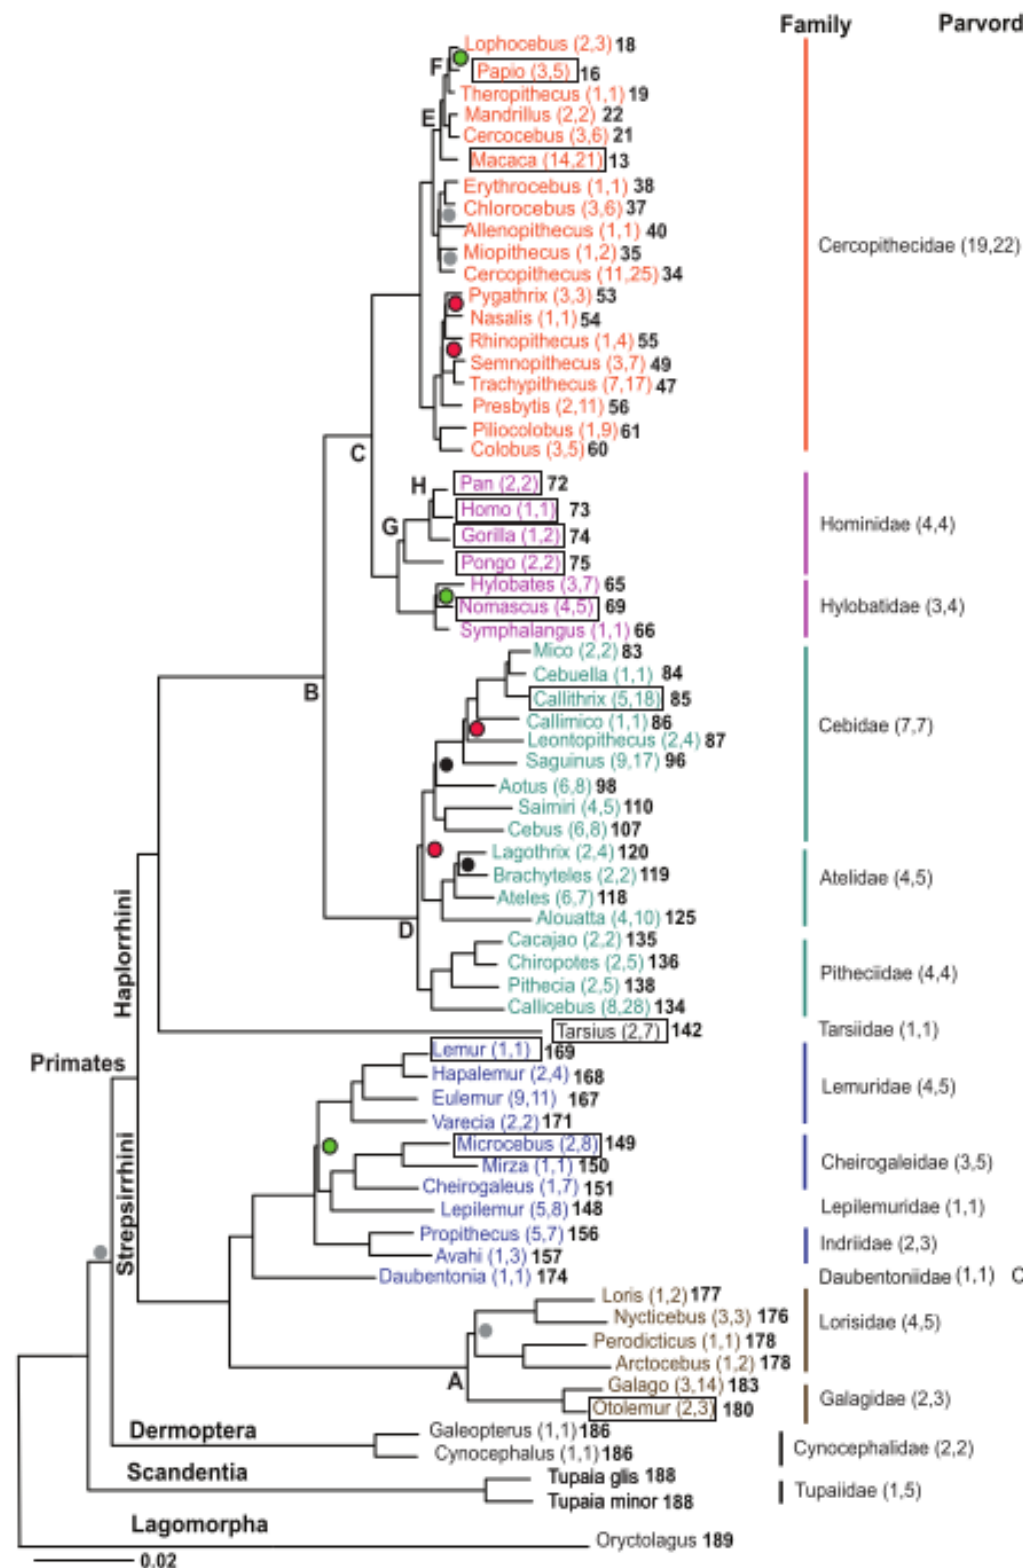 Family Parvord
Lophocebus (2,3) 18
F
Papio (3,5) 16
Theropithecus (1,1) 19
E
Mandrillus (2,2) 22
Cercocebus (3,6) 21
Macaca (14,21) 13
Erythrocebus (1,1) 38
Chlorocebus (3,6) 37
Allenopithecus (1,1) 40
Cercopithecidae (19,22)
Miopithecus (1,2) 35
Cercopithecus (11,25) 34
Pygathrix (3,3) 53
Nasalis (1,1) 54
Rhinopithecus (1,4) 55
Semnopithecus (3,7) 49
Trachypithecus (7,17) 47
Presbytis (2,11) 56
Piliocolobus (1,9) 61
Colobus (3,5) 60
C
H
Pan (2,2) 72
Homo (1,1) 73
G
Hominidae (4,4)
Gorilla (1,2) 74
Pongo (2,2) 75
Hylobates (3,7) 65
Nomascus (4,5) 69
Hylobatidae (3,4)
Symphalangus (1,1) 66
Mico (2,2) 83
Cebuella (1,1) 84
B
Callithrix (5,18) 85
Callimico (1,1) 86
Cebidae (7,7)
Leontopithecus (2,4) 87
Saguinus (9,17) 96
Aotus (6,8) 98
Saimiri (4,5) 110
Cebus (6,8) 107
Lagothrix (2,4) 120
Brachyteles (2,2) 119
Atelidae (4,5)
Ateles (6,7) 118
Alouatta (4,10) 125
D
Cacajao (2,2) 135
Chiropotes (2,5) 136
Pitheciidae (4,4)
Pithecia (2,5) 138
Callicebus (8,28) 134
Haplorrhini
Tarsius (2,7) 142
Tarsiidae (1,1)
Primates
Lemur (1,1) 169
Hapalemur (2,4) 168
Lemuridae (4,5)
Eulemur (9,11) 167
Varecia (2,2) 171
Microcebus (2,8) 149
Mirza (1,1) 150
Cheirogaleidae (3,5)
Cheirogaleus (1,7) 151
Lepilemur (5,8) 148
Lepilemuridae (1,1)
Strepsirrhini
Propithecus (5,7) 156
Indriidae (2,3)
Avahi (1,3) 157
Daubentonia (1,1) 174
Daubentoniidae (1,1) C
Loris (1,2) 177
Nycticebus (3,3) 176
Lorisidae (4,5)
Perodicticus (1,1) 178
Arctocebus (1,2) 178
A
Galago (3,14) 183
Galagidae (2,3)
Otolemur (2,3) 180
Dermoptera
Galeopterus (1,1) 186
Cynocephalidae (2,2)
Cynocephalus (1,1) 186
Scandentia
Tupaia glis 188
Tupaiidae (1,5)
Tupaia minor 188
Lagomorpha
Oryctolagus 189
0.02